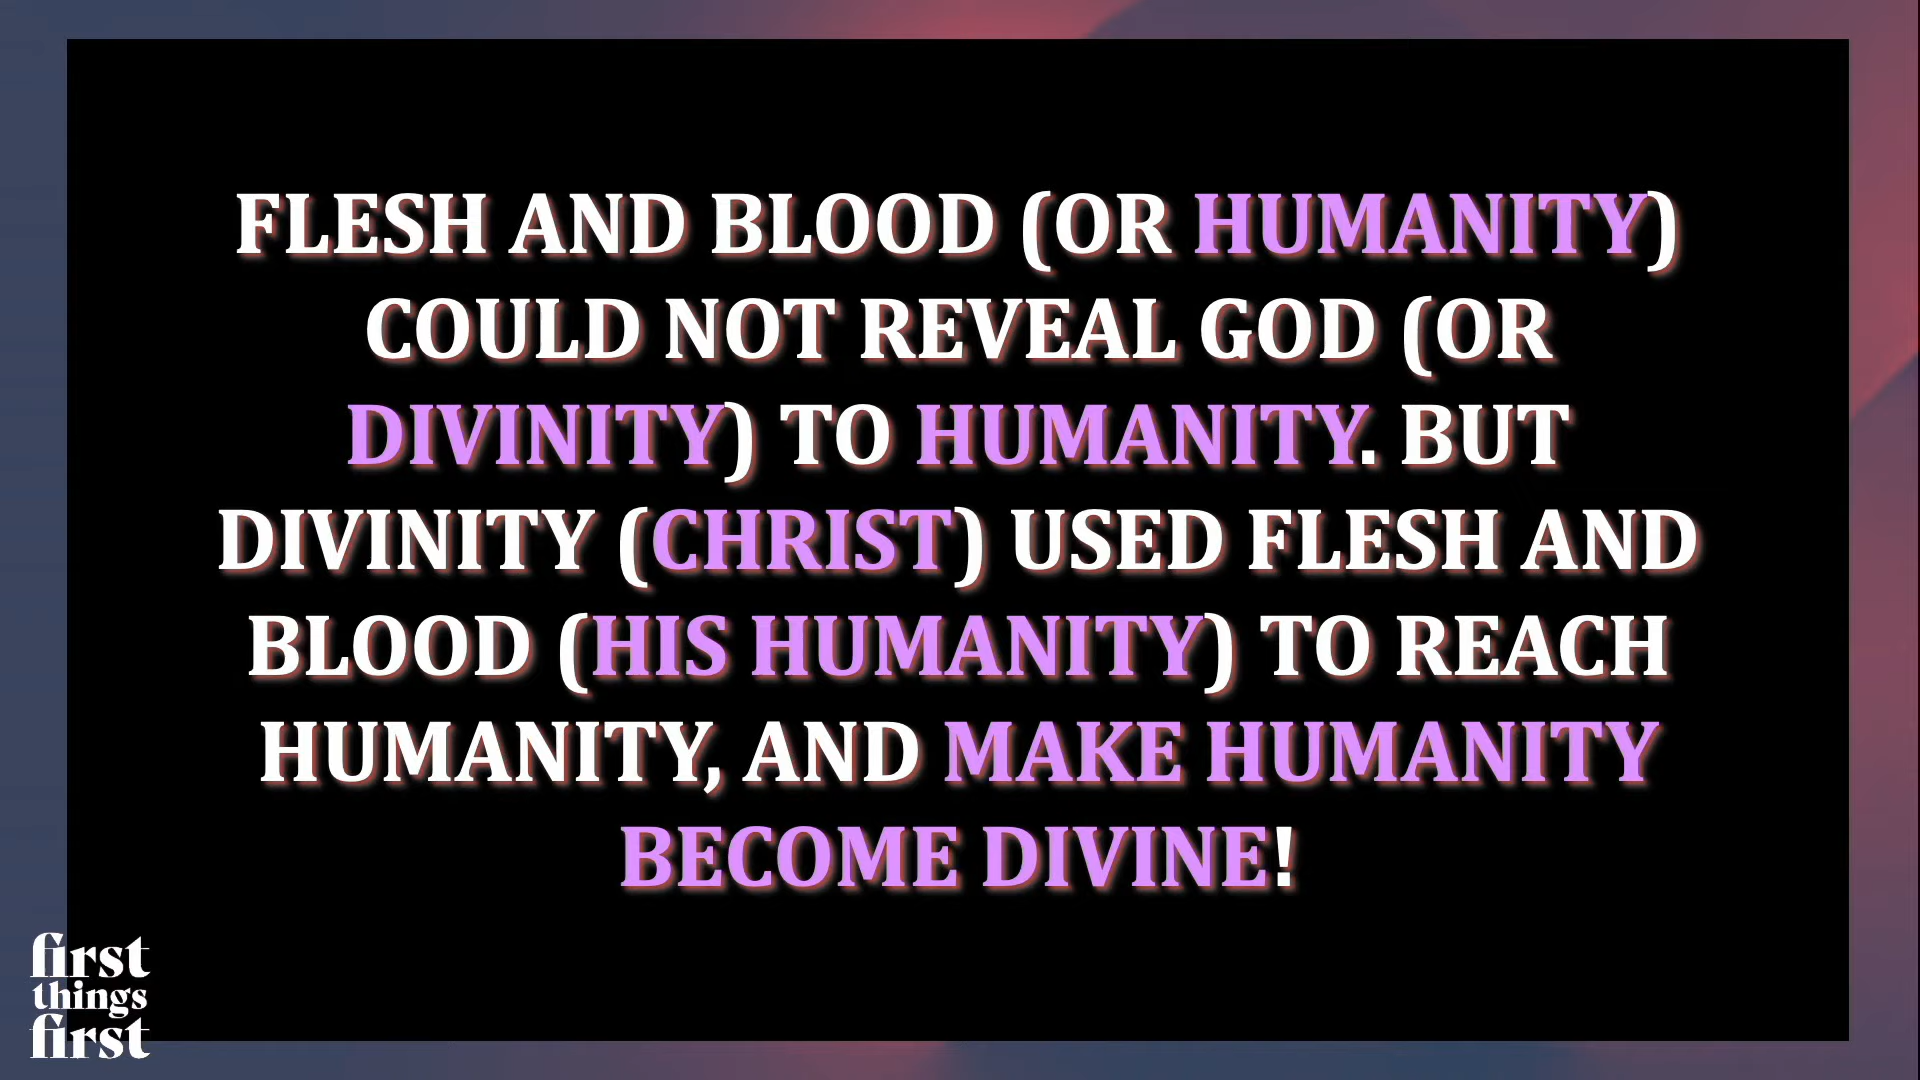 FLESH AND BLOOD (OR HUMANITY)
COULD NOT REVEAL GOD (OR
DIVINITY) TO HUMANITY. BUT
DIVINITY (CHRIST) USED FLESH AND
BLOOD (HIS HUMANITY) TO REACH
HUMANITY, AND MAKE HUMANITY
BECOME DIVINE!
first
things
first